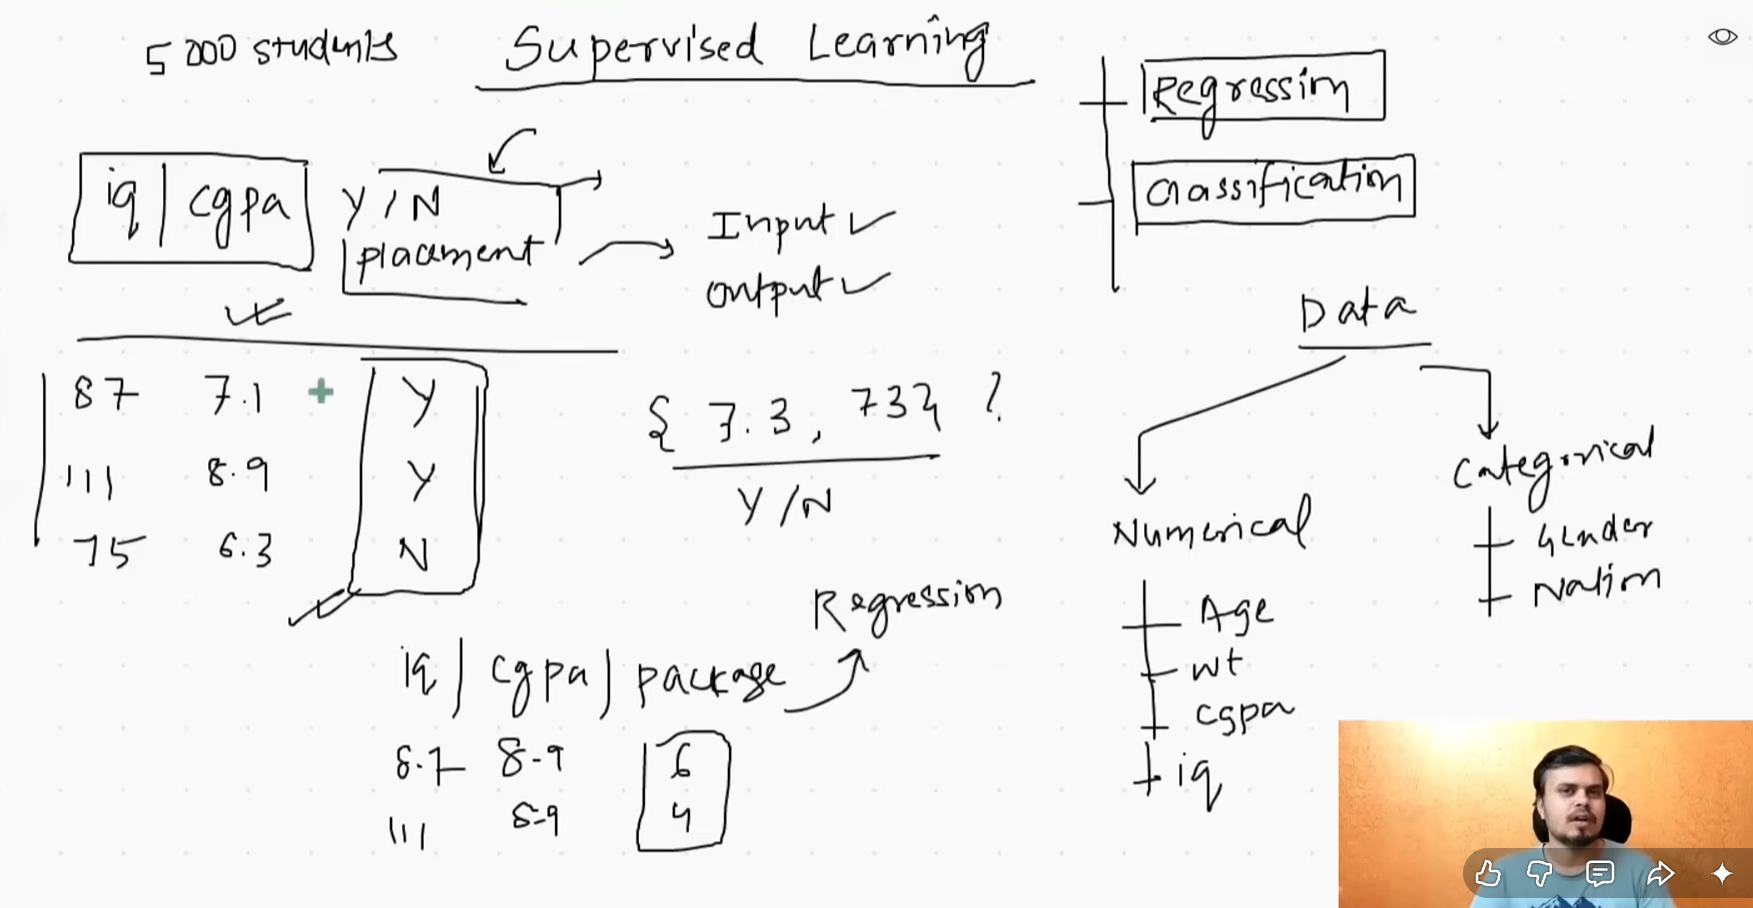 5000 students
Supervised Learning
Regression
Classification
iq | cgpa
Y/N
placement
Input
Output
Data
87 7.1 Y
111 8.9 Y
75 6.3 N
{ 7.3, 73} ?
Y/N
Numerical
Age
wt
cgpa
iq
Categorical
Gender
Nation
Regression
iq | cgpa | package
8.7 8.9 6
111 8.9 4